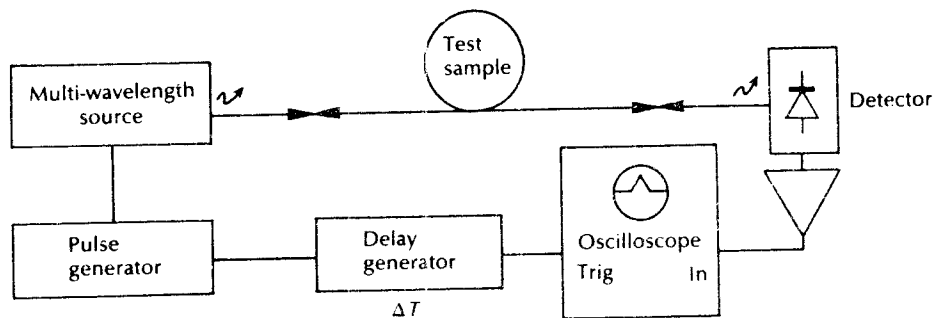 Test
sample
Multi-wavelength
source
Detector
Pulse
generator
Delay
generator
Oscilloscope
Trig In
ΔT